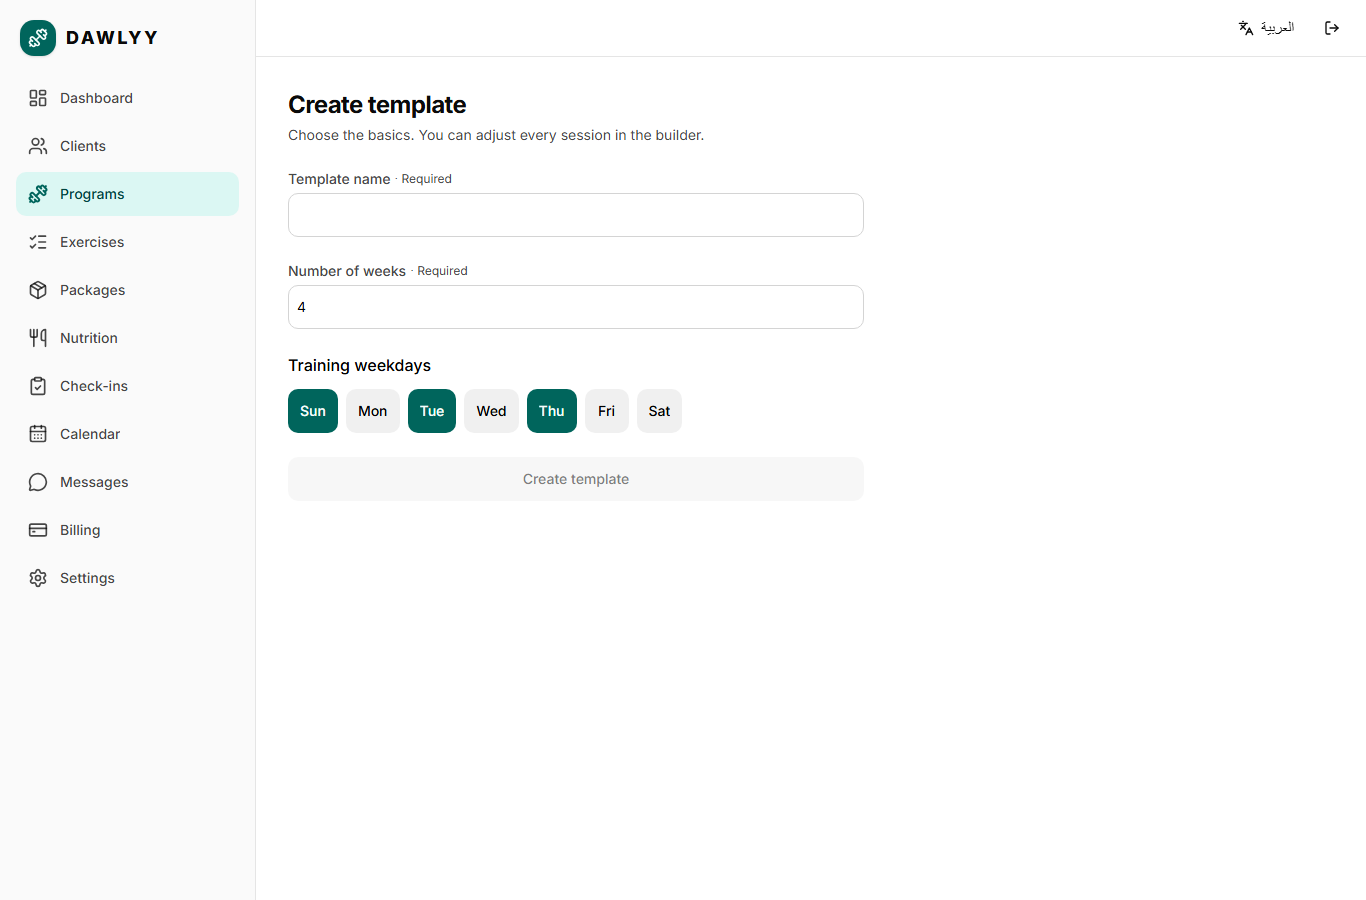 DAWLYY
العربية
Dashboard
Clients
Programs
Exercises
Packages
Nutrition
Check-ins
Calendar
Messages
Billing
Settings
Create template
Choose the basics. You can adjust every session in the builder.
Template name · Required
Number of weeks · Required
4
Training weekdays
Sun Mon Tue Wed Thu Fri Sat
Create template